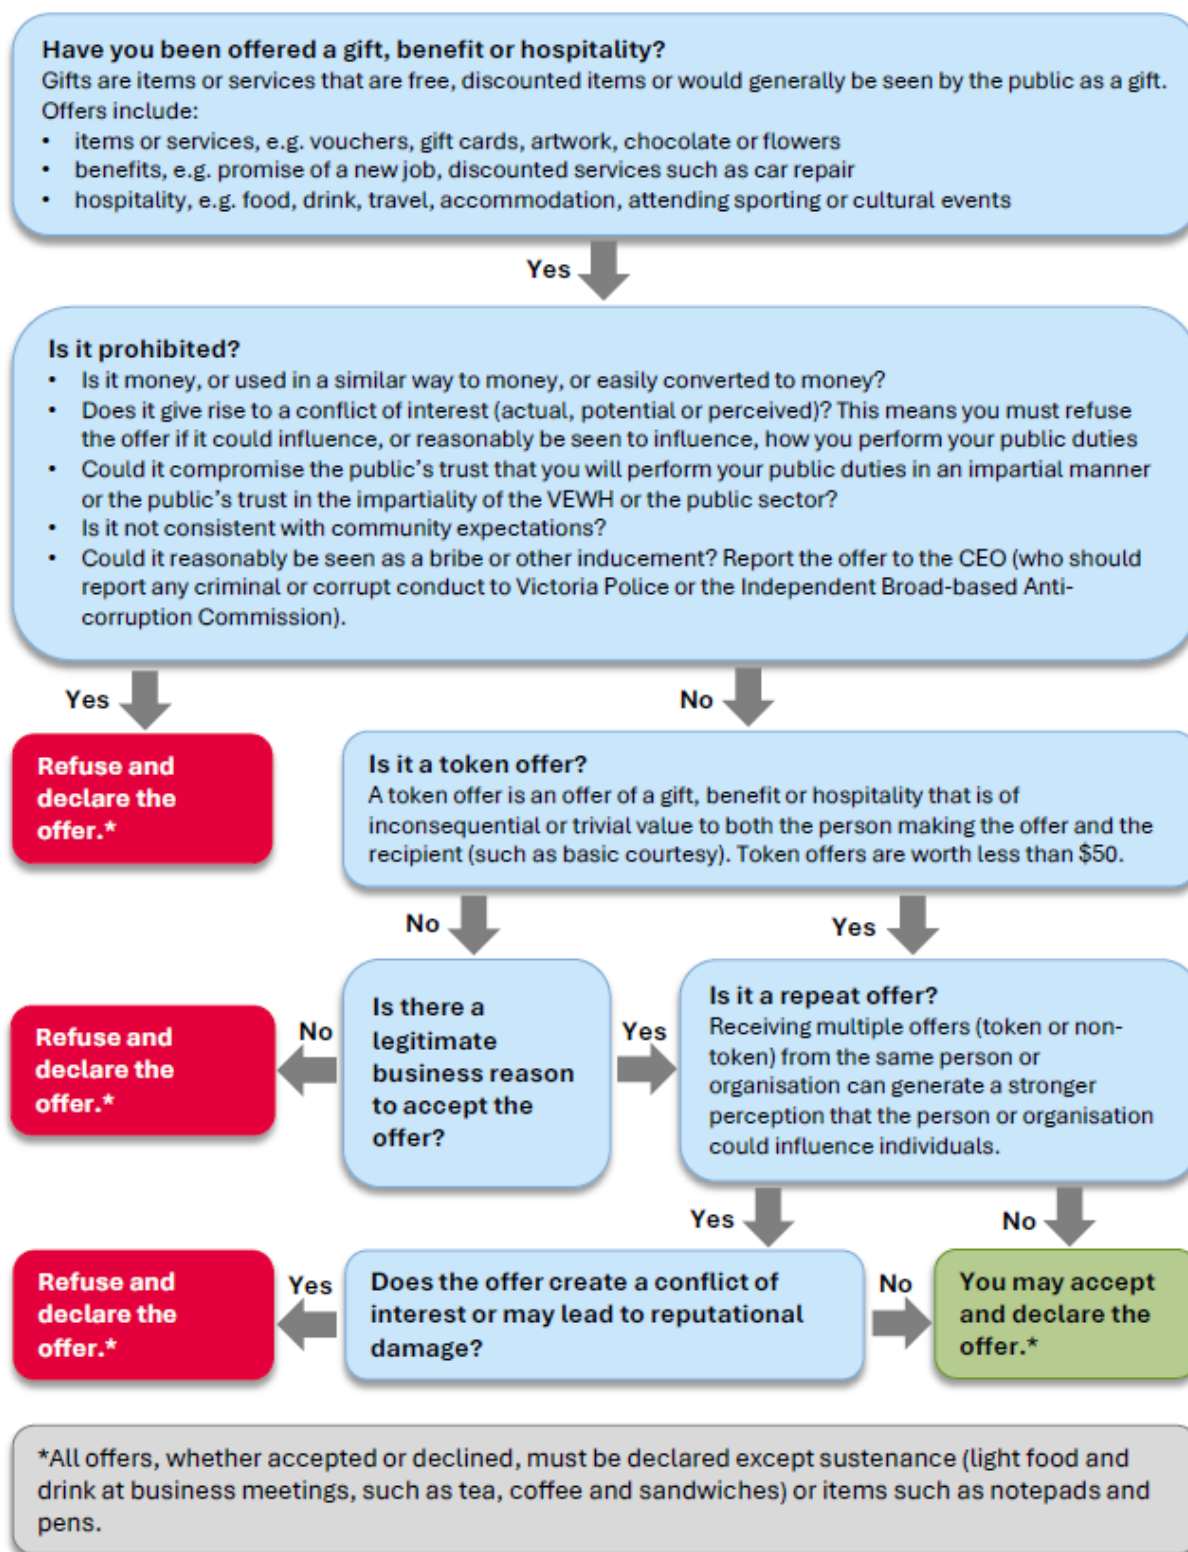 Have you been offered a gift, benefit or hospitality?
Gifts are items or services that are free, discounted items or would generally be seen by the public as a gift.
Offers include:
• items or services, e.g. vouchers, gift cards, artwork, chocolate or flowers
• benefits, e.g. promise of a new job, discounted services such as car repair
• hospitality, e.g. food, drink, travel, accommodation, attending sporting or cultural events
Yes
Is it prohibited?
• Is it money, or used in a similar way to money, or easily converted to money?
• Does it give rise to a conflict of interest (actual, potential or perceived)? This means you must refuse
the offer if it could influence, or reasonably be seen to influence, how you perform your public duties
• Could it compromise the public's trust that you will perform your public duties in an impartial manner
or the public's trust in the impartiality of the VEWH or the public sector?
• Is it not consistent with community expectations?
• Could it reasonably be seen as a bribe or other inducement? Report the offer to the CEO (who should
report any criminal or corrupt conduct to Victoria Police or the Independent Broad-based Anti-
corruption Commission).
Yes
No
Refuse and
declare the
offer.*
Is it a token offer?
A token offer is an offer of a gift, benefit or hospitality that is of
inconsequential or trivial value to both the person making the offer and the
recipient (such as basic courtesy). Token offers are worth less than $50.
No
Yes
Refuse and
declare the
offer.*
No
Is there a
legitimate
business reason
to accept the
offer?
Yes
Is it a repeat offer?
Receiving multiple offers (token or non-
token) from the same person or
organisation can generate a stronger
perception that the person or organisation
could influence individuals.
Yes
No
Refuse and
declare the
offer.*
Yes
Does the offer create a conflict of
interest or may lead to reputational
damage?
No
You may accept
and declare the
offer.*
*All offers, whether accepted or declined, must be declared except sustenance (light food and
drink at business meetings, such as tea, coffee and sandwiches) or items such as notepads and
pens.